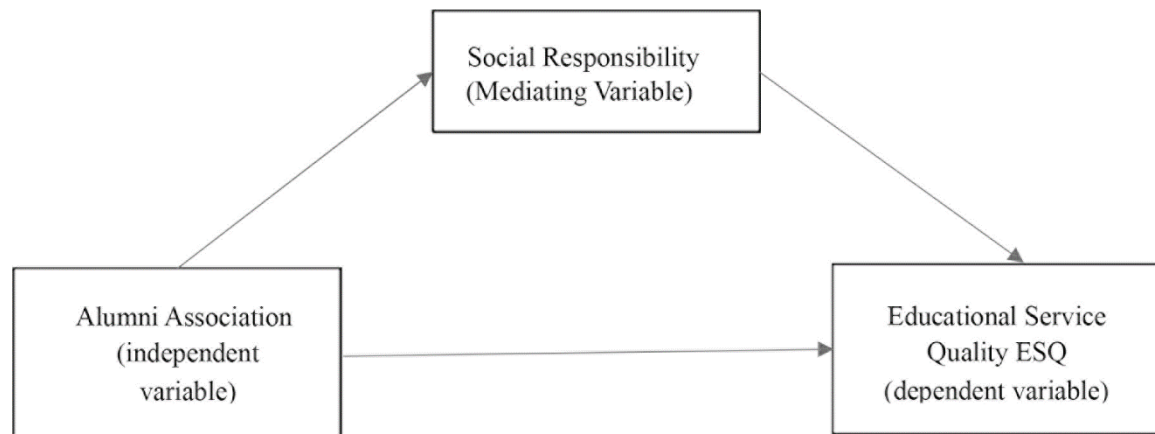 Social Responsibility
(Mediating Variable)
Alumni Association
(independent
variable)
Educational Service
Quality ESQ
(dependent variable)